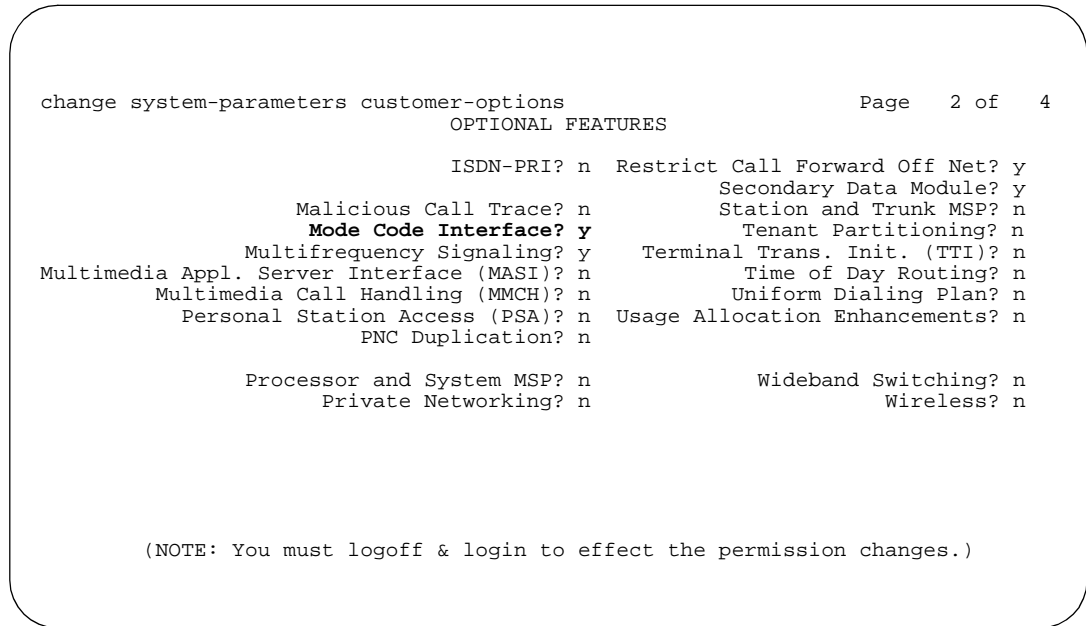 change system-parameters customer-options Page 2 of 4
OPTIONAL FEATURES
ISDN-PRI? n Restrict Call Forward Off Net? y
Secondary Data Module? y
Malicious Call Trace? n Station and Trunk MSP? n
Mode Code Interface? y Tenant Partitioning? n
Multifrequency Signaling? y Terminal Trans. Init. (TTI)? n
Multimedia Appl. Server Interface (MASI)? n Time of Day Routing? n
Multimedia Call Handling (MMCH)? n Uniform Dialing Plan? n
Personal Station Access (PSA)? n Usage Allocation Enhancements? n
PNC Duplication? n
Processor and System MSP? n Wideband Switching? n
Private Networking? n Wireless? n
(NOTE: You must logoff & login to effect the permission changes.)